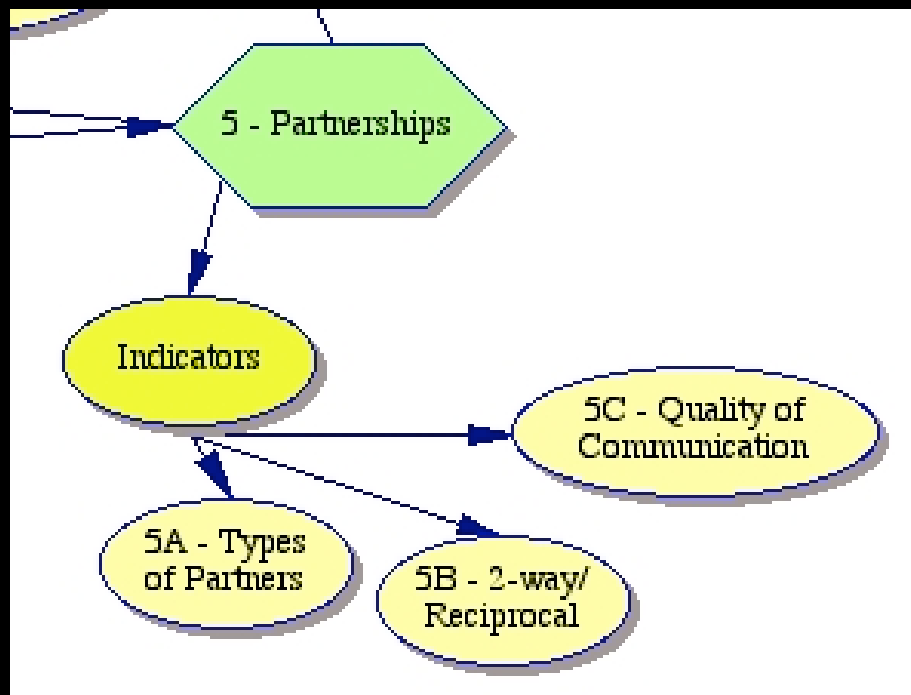 5 - Partnerships
Indicators
5C - Quality of
Communication
5A - Types
of Partners
5B - 2-way/
Reciprocal